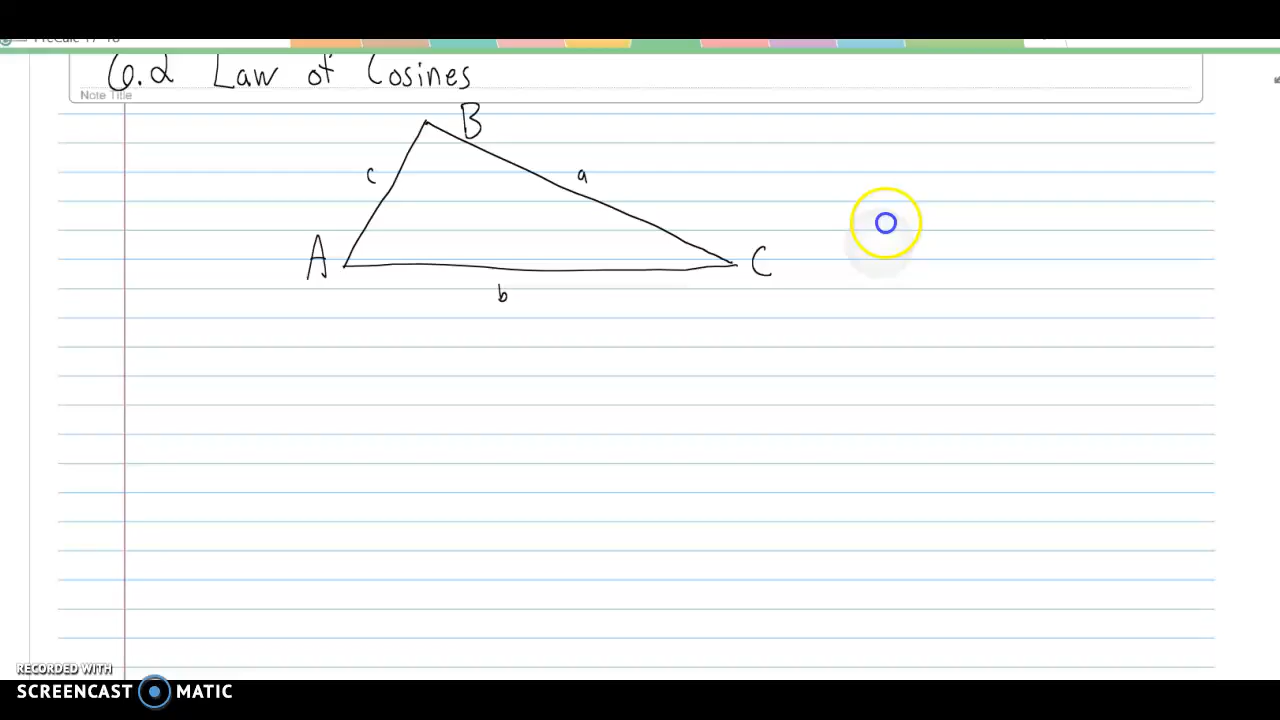 6.2 Law of Cosines
Note Title
B
c
a
A
C
b
RECORDED WITH
SCREENCAST MATIC